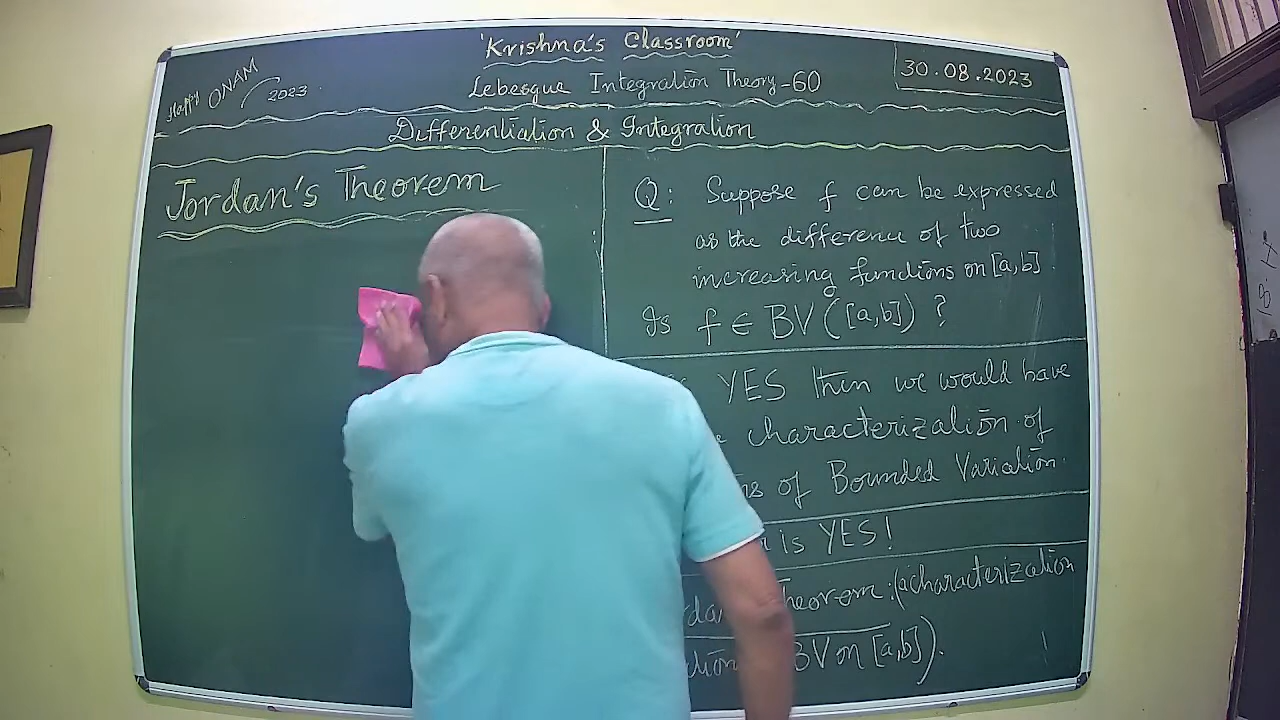 'Krishna's Classroom'
Happy ONAM 2023
Lebesgue Integration Theory-60
30.08.2023
Differentiation & Integration
Jordan's Theorem
Q: Suppose f can be expressed
as the difference of two
increasing functions on [a,b].
Is f ∈ BV([a,b]) ?
YES then we would have
characterization of
of Bounded Variation.
is YES!
Theorem: (a characterization
BV on [a,b]).